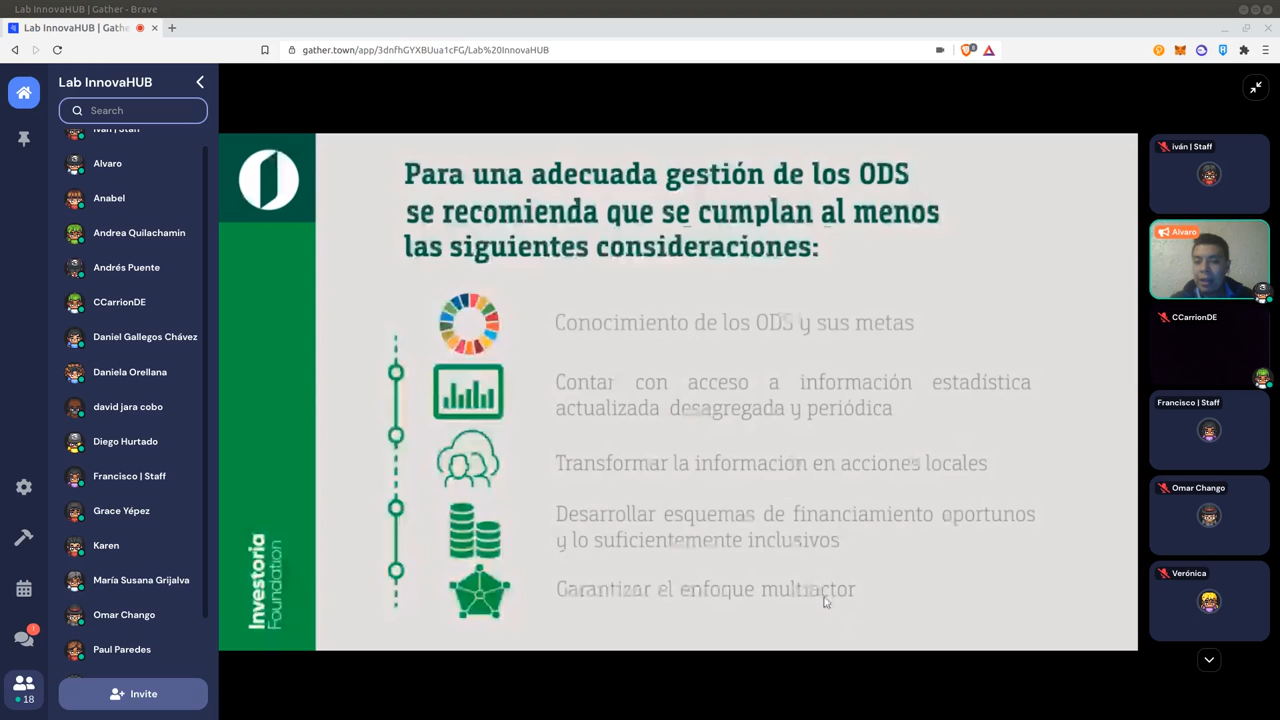 Lab InnovaHUB | Gather - Brave
Lab InnovaHUB | Gathe
gather.town/app/3dnfhGYXBUua1cFG/Lab%20InnovaHUB
Lab InnovaHUB
Search
iván | Staff
Alvaro
Anabel
Andrea Quilachamin
Andrés Puente
CCarrionDE
Daniel Gallegos Chávez
Daniela Orellana
david jara cobo
Diego Hurtado
Francisco | Staff
Grace Yépez
Karen
María Susana Grijalva
Omar Chango
Paul Paredes
18
1
Invite
Para una adecuada gestión de los ODS
se recomienda que se cumplan al menos
las siguientes consideraciones:
Conocimiento de los ODS y sus metas
Contar con acceso a información estadística
actualizada desagregada y periódica
Transformar la información en acciones locales
Desarrollar esquemas de financiamiento oportunos
y lo suficientemente inclusivos
Garantizar el enfoque multiactor
Investoria
Foundation
iván | Staff
Alvaro
CCarrionDE
Francisco | Staff
Omar Chango
Verónica